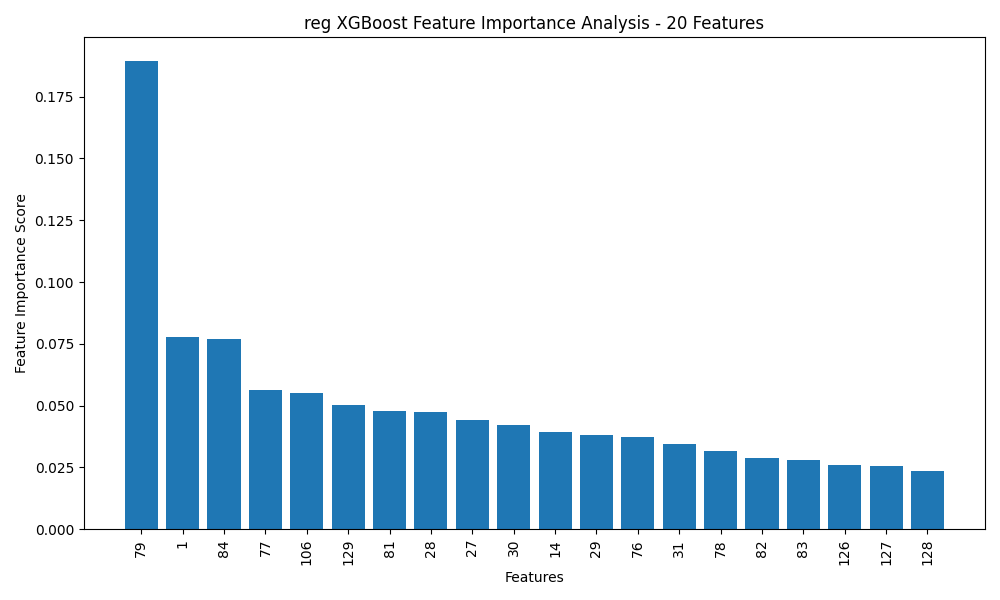 reg XGBoost Feature Importance Analysis - 20 Features
Feature Importance Score
0.175
0.150
0.125
0.100
0.075
0.050
0.025
0.000
79 1 84 77 106 129 81 28 27 30 14 29 76 31 78 82 83 126 127 128
Features